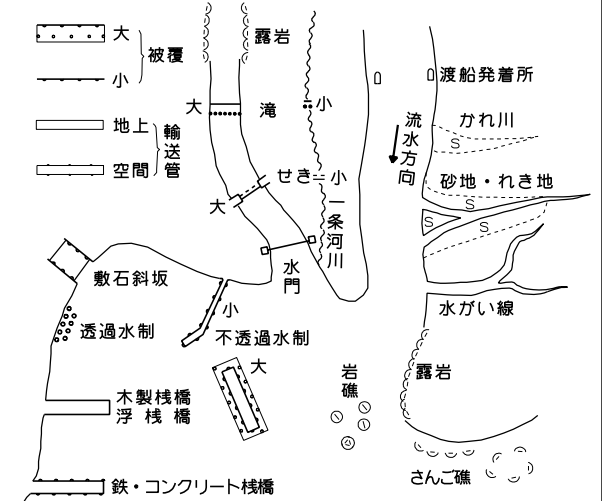 大
小
被覆
地上
空間
輸送管
露岩
大
滝
小
せき
小
大
一条河川
水門
渡船発着所
かれ川
流水方向
砂地・れき地
S
S
S
S
水がい線
敷石斜坂
透過水制
小
不透過水制
大
木製桟橋
浮桟橋
鉄・コンクリート桟橋
岩礁
露岩
さんご礁